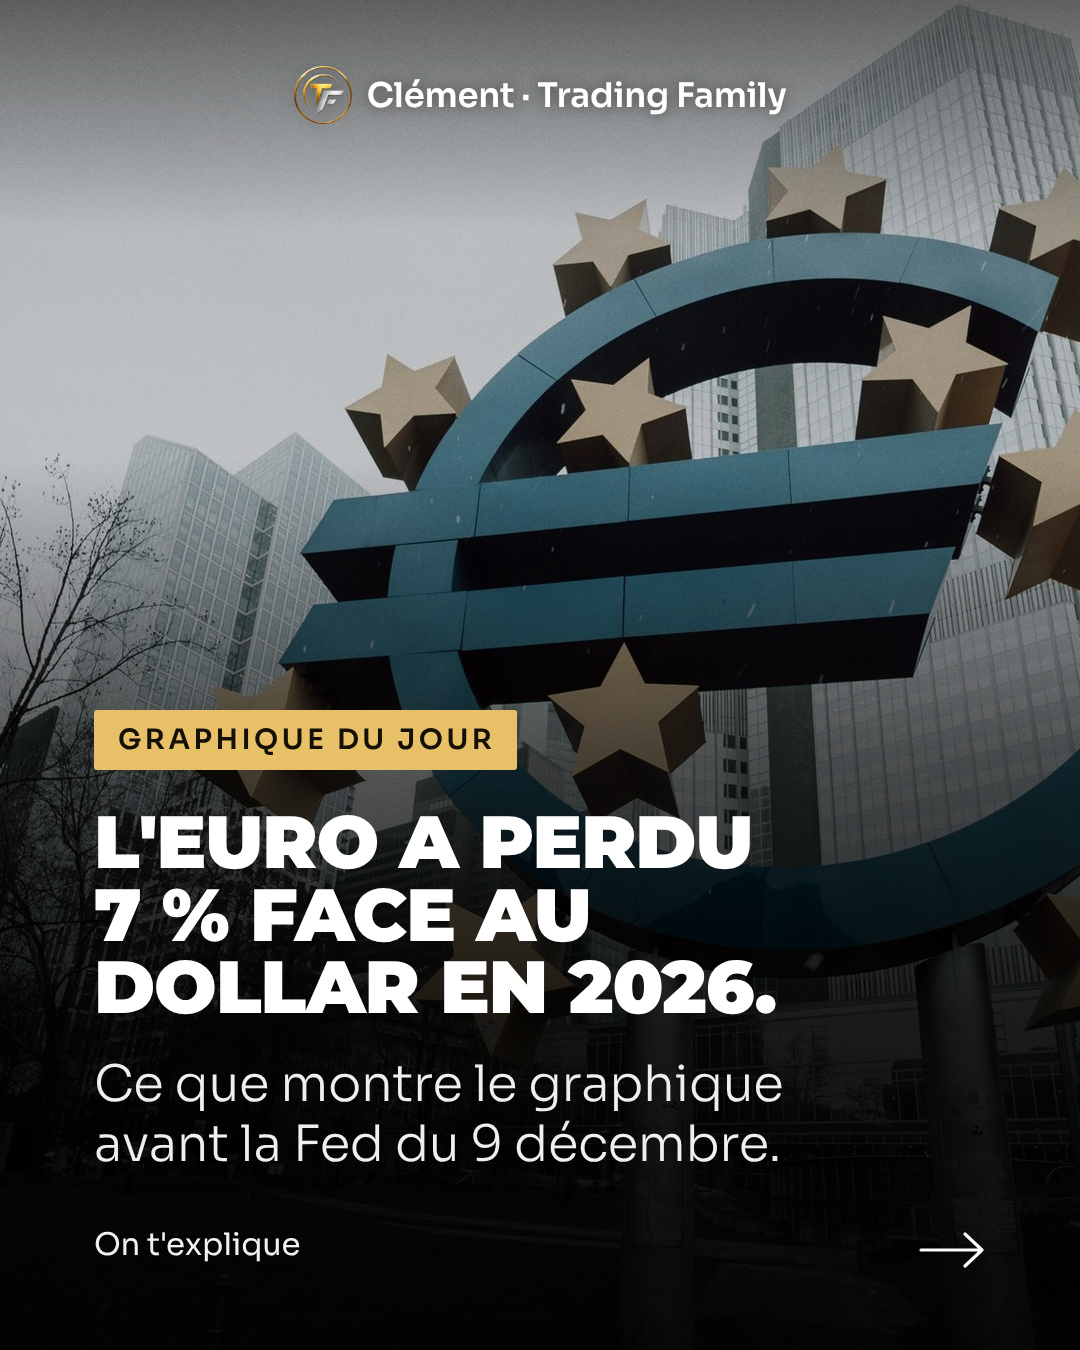 TF Clément · Trading Family
GRAPHIQUE DU JOUR
L'EURO A PERDU
7 % FACE AU
DOLLAR EN 2026.
Ce que montre le graphique
avant la Fed du 9 décembre.
On t'explique